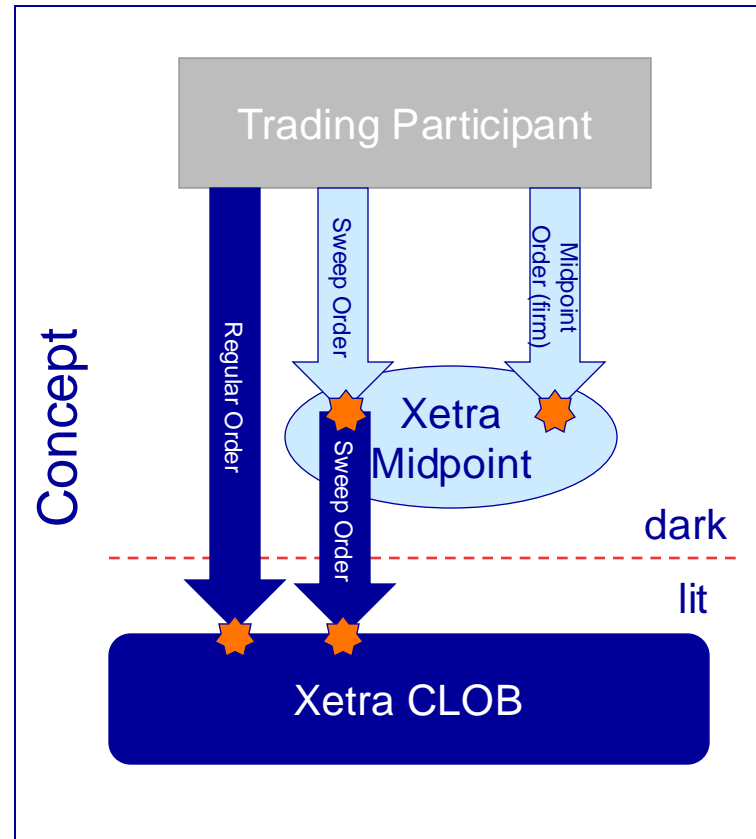 Concept
Trading Participant
Regular Order
Sweep Order
Midpoint
Order (firm)
Xetra
Midpoint
Sweep Order
dark
lit
Xetra CLOB